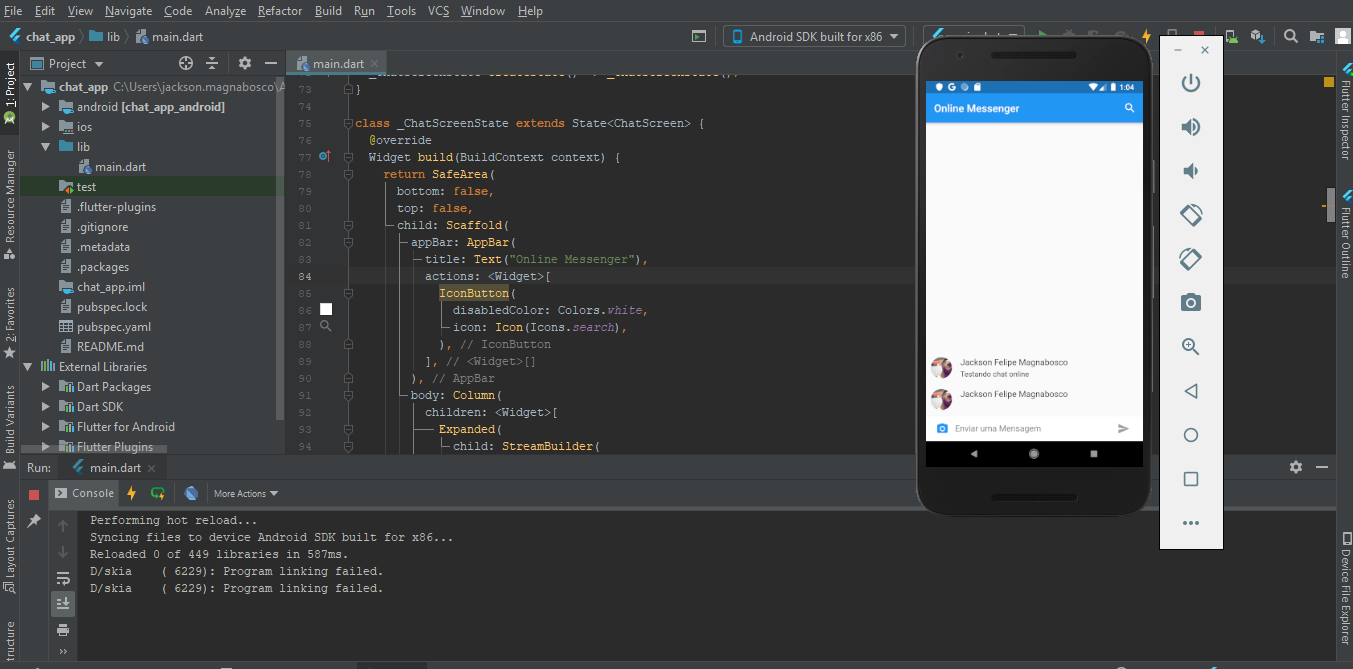 File Edit View Navigate Code Analyze Refactor Build Run Tools VCS Window Help
chat_app lib main.dart Android SDK built for x86
Project main.dart
chat_app C:\Users\jackson.magnabosco\A
android [chat_app_android]
ios
lib
main.dart
test
.flutter-plugins
.gitignore
.metadata
.packages
chat_app.iml
pubspec.lock
pubspec.yaml
README.md
External Libraries
Dart Packages
Dart SDK
Flutter for Android
Flutter Plugins
1: Project
Resource Manager
2: Favorites
Build Variants
Layout Captures
73 }
74
75 class _ChatScreenState extends State<ChatScreen> {
76 @override
77 Widget build(BuildContext context) {
78 return SafeArea(
79 bottom: false,
80 top: false,
81 child: Scaffold(
82 appBar: AppBar(
83 title: Text("Online Messenger"),
84 actions: <Widget>[
85 IconButton(
86 disabledColor: Colors.white,
87 icon: Icon(Icons.search),
88 ), // IconButton
89 ], // <Widget>[]
90 ), // AppBar
91 body: Column(
92 children: <Widget>[
93 Expanded(
94 child: StreamBuilder(
1:04
Online Messenger
Jackson Felipe Magnabosco
Testando chat online
Jackson Felipe Magnabosco
Enviar uma Mensagem
Flutter Inspector
Flutter Outline
Device File Explorer
Run: main.dart
Console More Actions
Performing hot reload...
Syncing files to device Android SDK built for x86...
Reloaded 0 of 449 libraries in 587ms.
D/skia ( 6229): Program linking failed.
D/skia ( 6229): Program linking failed.